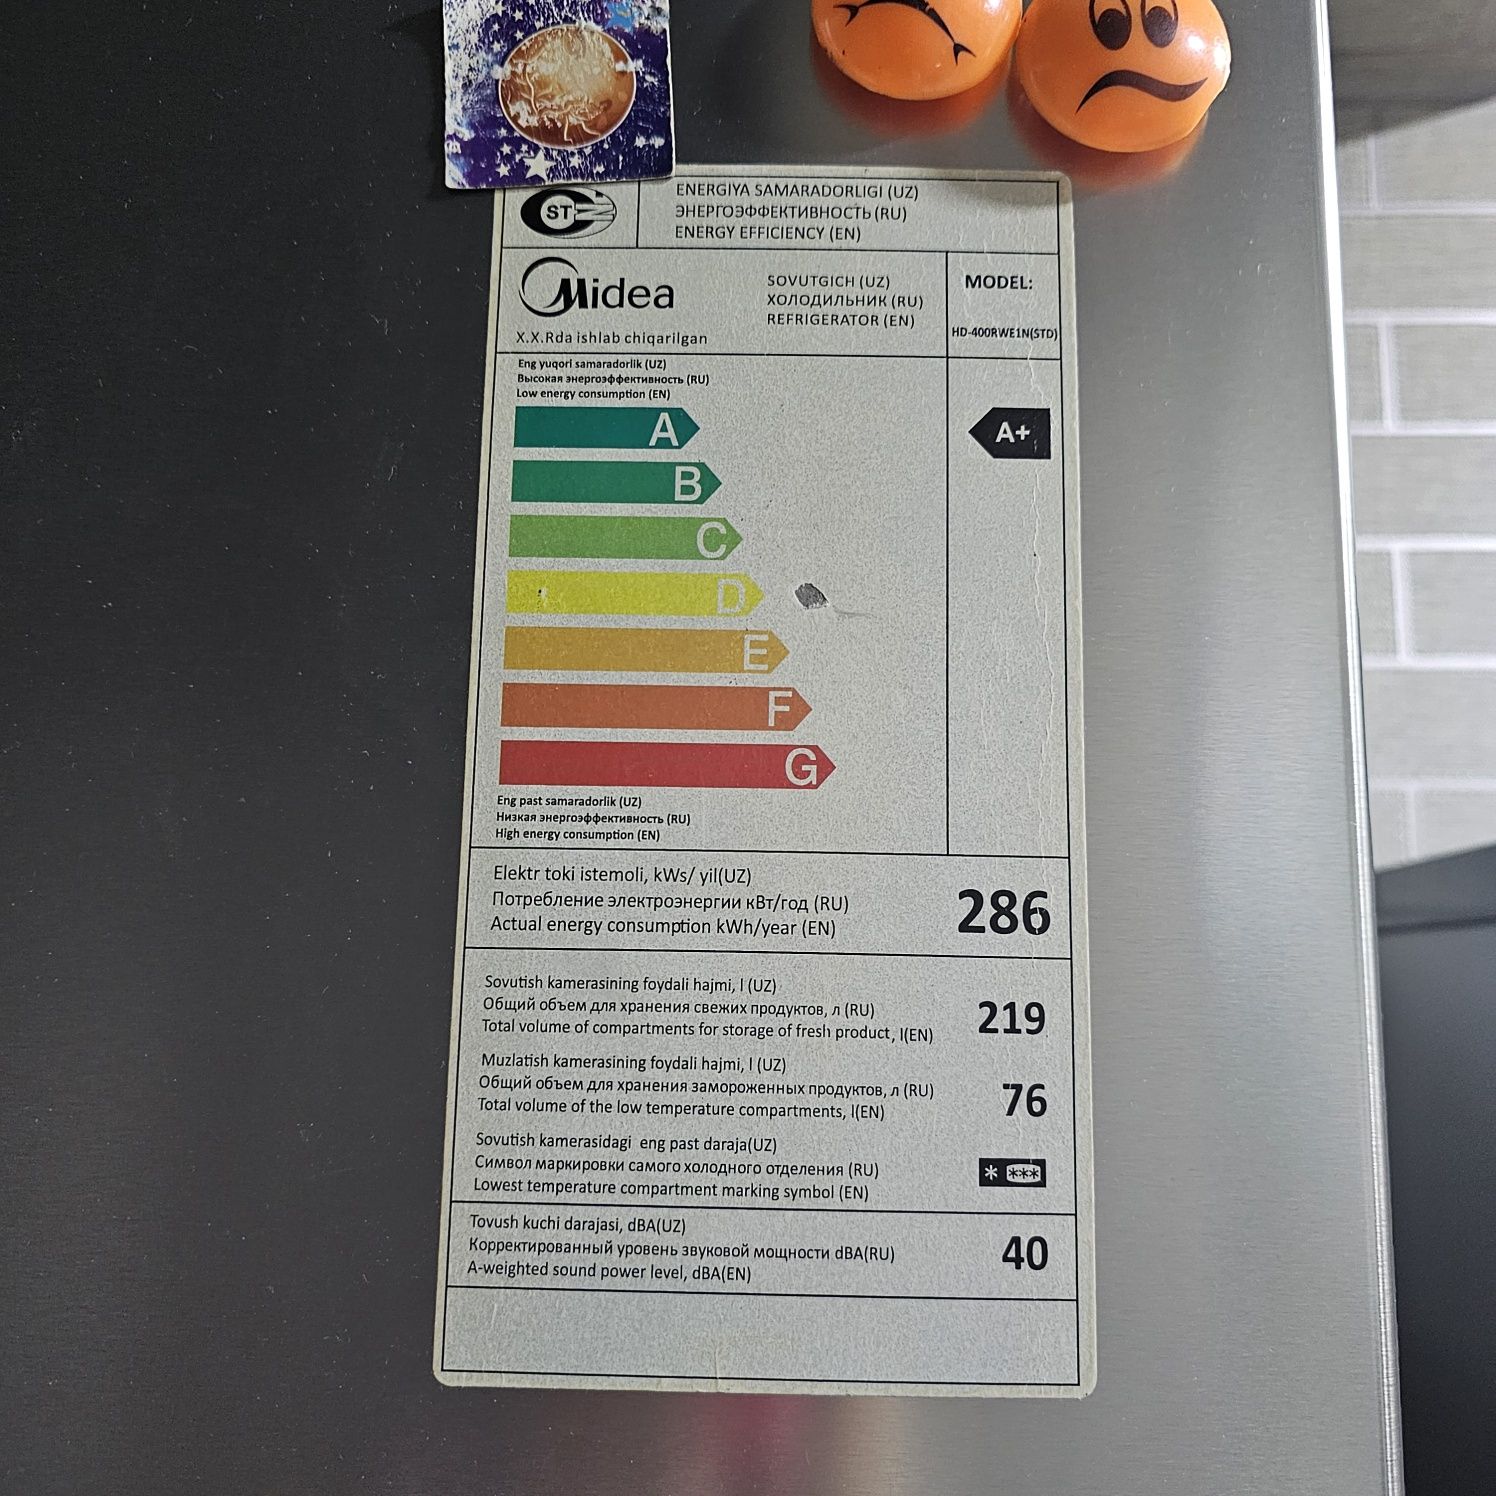 ST
ENERGIYA SAMARADORLIGI (UZ)
ЭНЕРГОЭФФЕКТИВНОСТЬ (RU)
ENERGY EFFICIENCY (EN)
Midea
X.X.Rda ishlab chiqarilgan
SOVUTGICH (UZ)
ХОЛОДИЛЬНИК (RU)
REFRIGERATOR (EN)
MODEL:
HD-400RWE1N(STD)
Eng yuqori samaradorlik (UZ)
Высокая энергоэффективность (RU)
Low energy consumption (EN)
A
A+
B
C
D
E
F
G
Eng past samaradorlik (UZ)
Низкая энергоэффективность (RU)
High energy consumption (EN)
Elektr toki istemoli, kWs/ yil(UZ)
Потребление электроэнергии кВт/год (RU)
Actual energy consumption kWh/year (EN)
286
Sovutish kamerasining foydali hajmi, l (UZ)
Общий объем для хранения свежих продуктов, л (RU)
Total volume of compartments for storage of fresh product, l(EN)
219
Muzlatish kamerasining foydali hajmi, l (UZ)
Общий объем для хранения замороженных продуктов, л (RU)
Total volume of the low temperature compartments, l(EN)
76
Sovutish kamerasidagi eng past daraja(UZ)
Символ маркировки самого холодного отделения (RU)
Lowest temperature compartment marking symbol (EN)
* ***
Tovush kuchi darajasi, dBA(UZ)
Корректированный уровень звуковой мощности dBA(RU)
A-weighted sound power level, dBA(EN)
40